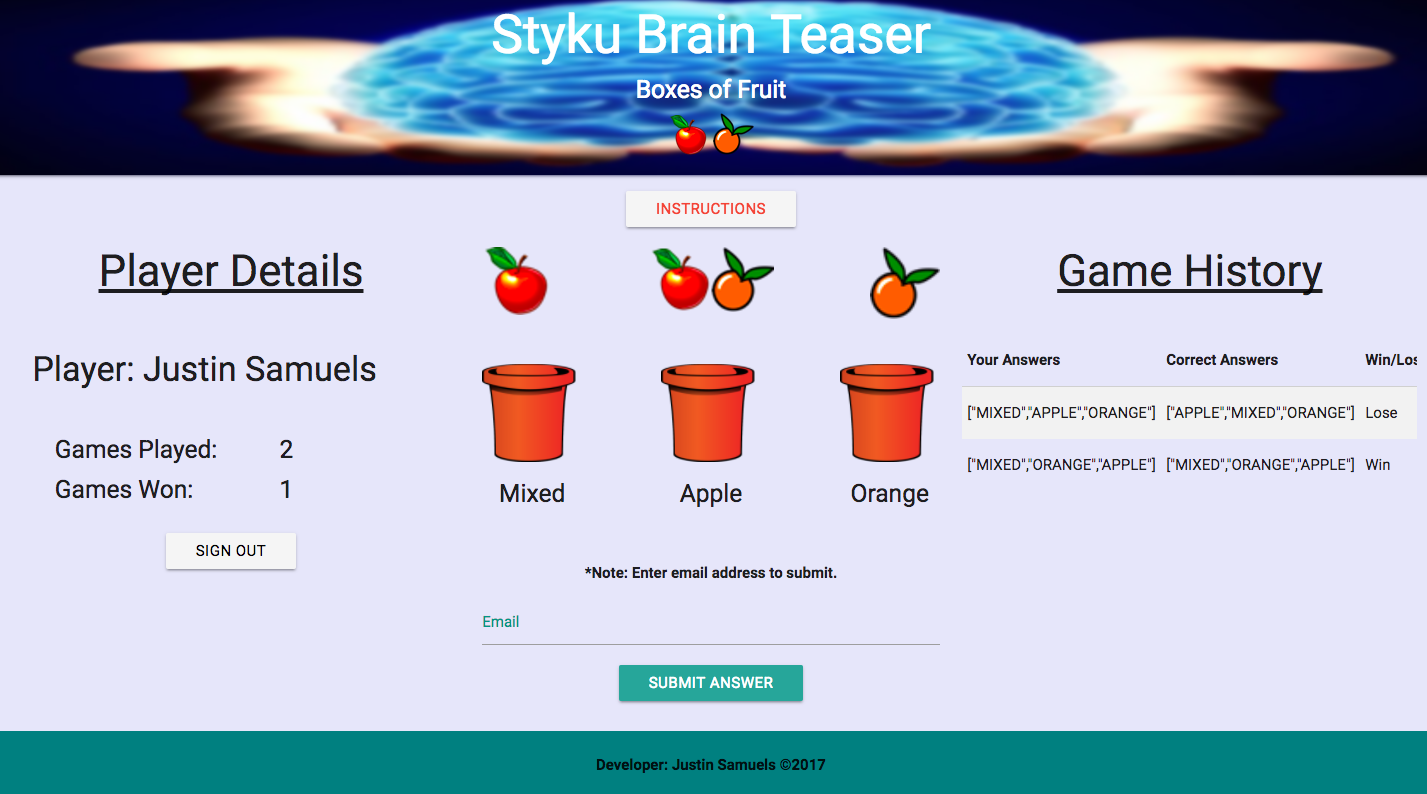 Styku Brain Teaser
Boxes of Fruit
INSTRUCTIONS
Player Details
Player: Justin Samuels
Games Played: 2
Games Won: 1
SIGN OUT
Mixed Apple Orange
*Note: Enter email address to submit.
Email
SUBMIT ANSWER
Game History
Your Answers Correct Answers Win/Los
["MIXED","APPLE","ORANGE"] ["APPLE","MIXED","ORANGE"] Lose
["MIXED","ORANGE","APPLE"] ["MIXED","ORANGE","APPLE"] Win
Developer: Justin Samuels ©2017